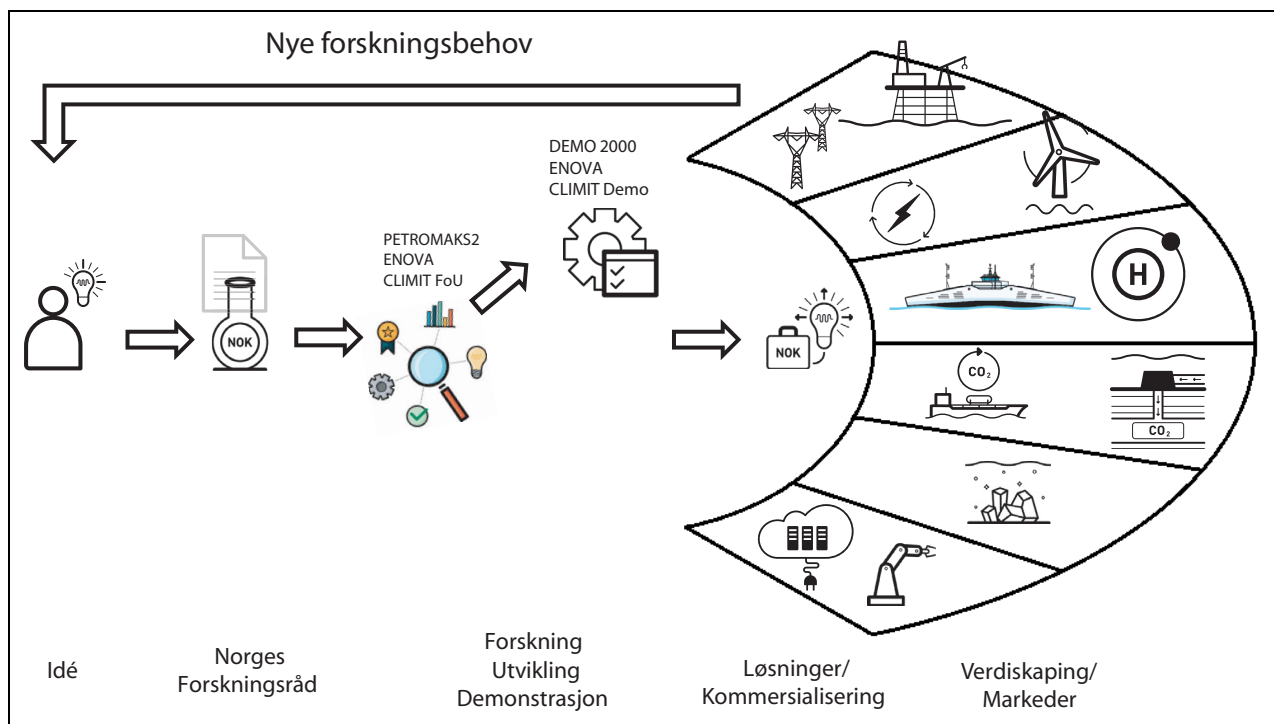 Nye forskningsbehov
DEMO 2000
ENOVA
CLIMIT Demo
PETROMAKS2
ENOVA
CLIMIT FoU
NOK
NOK
H
CO₂
CO₂
Idé
Norges
Forskningsråd
Forskning
Utvikling
Demonstrasjon
Løsninger/
Kommersialisering
Verdiskaping/
Markeder